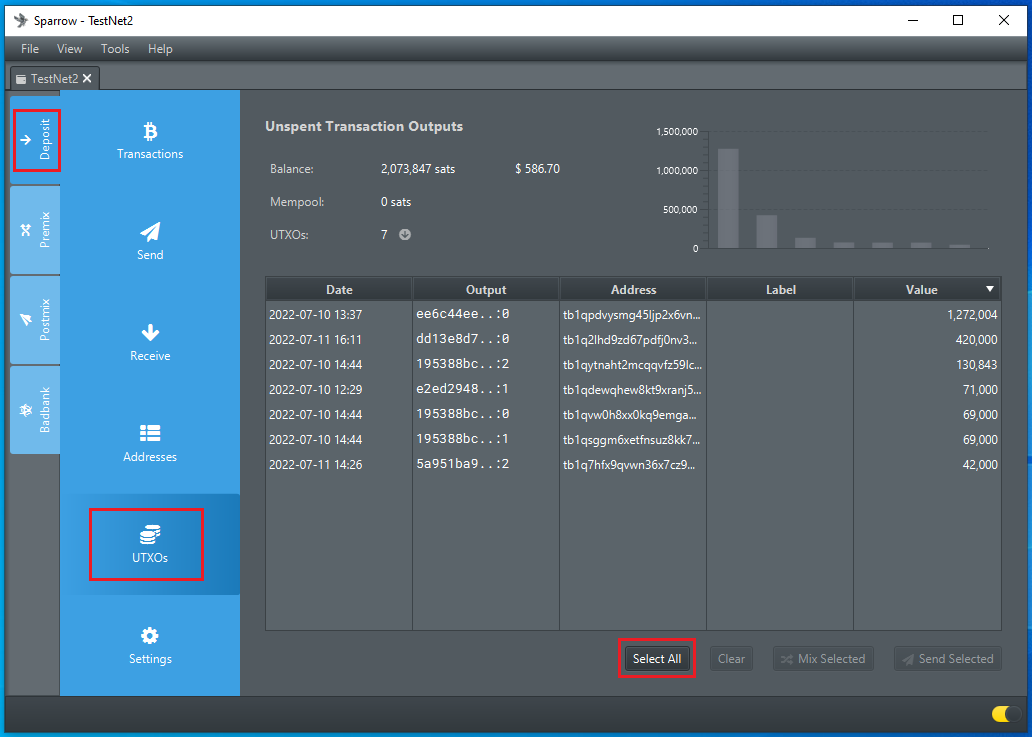 Sparrow - TestNet2
File View Tools Help
TestNet2
Deposit
Premix
Postmix
Badbank
Transactions
Send
Receive
Addresses
UTXOs
Settings
Unspent Transaction Outputs
Balance: 2,073,847 sats $ 586.70
Mempool: 0 sats
UTXOs: 7
1,500,000
1,000,000
500,000
0
Date Output Address Label Value
2022-07-10 13:37 ee6c44ee..:0 tb1qpdvysmg45ljp2x6vn... 1,272,004
2022-07-11 16:11 dd13e8d7..:0 tb1q2lhd9zd67pdfj0nv3... 420,000
2022-07-10 14:44 195388bc..:2 tb1qytnaht2mcqqvfz59lc... 130,843
2022-07-10 12:29 e2ed2948..:1 tb1qdewqhew8kt9xranj5... 71,000
2022-07-10 14:44 195388bc..:0 tb1qvw0h8xx0kq9emga... 69,000
2022-07-10 14:44 195388bc..:1 tb1qsggm6xetfnsuz8kk7... 69,000
2022-07-11 14:26 5a951ba9..:2 tb1q7hfx9qvwn36x7cz9... 42,000
Select All Clear Mix Selected Send Selected